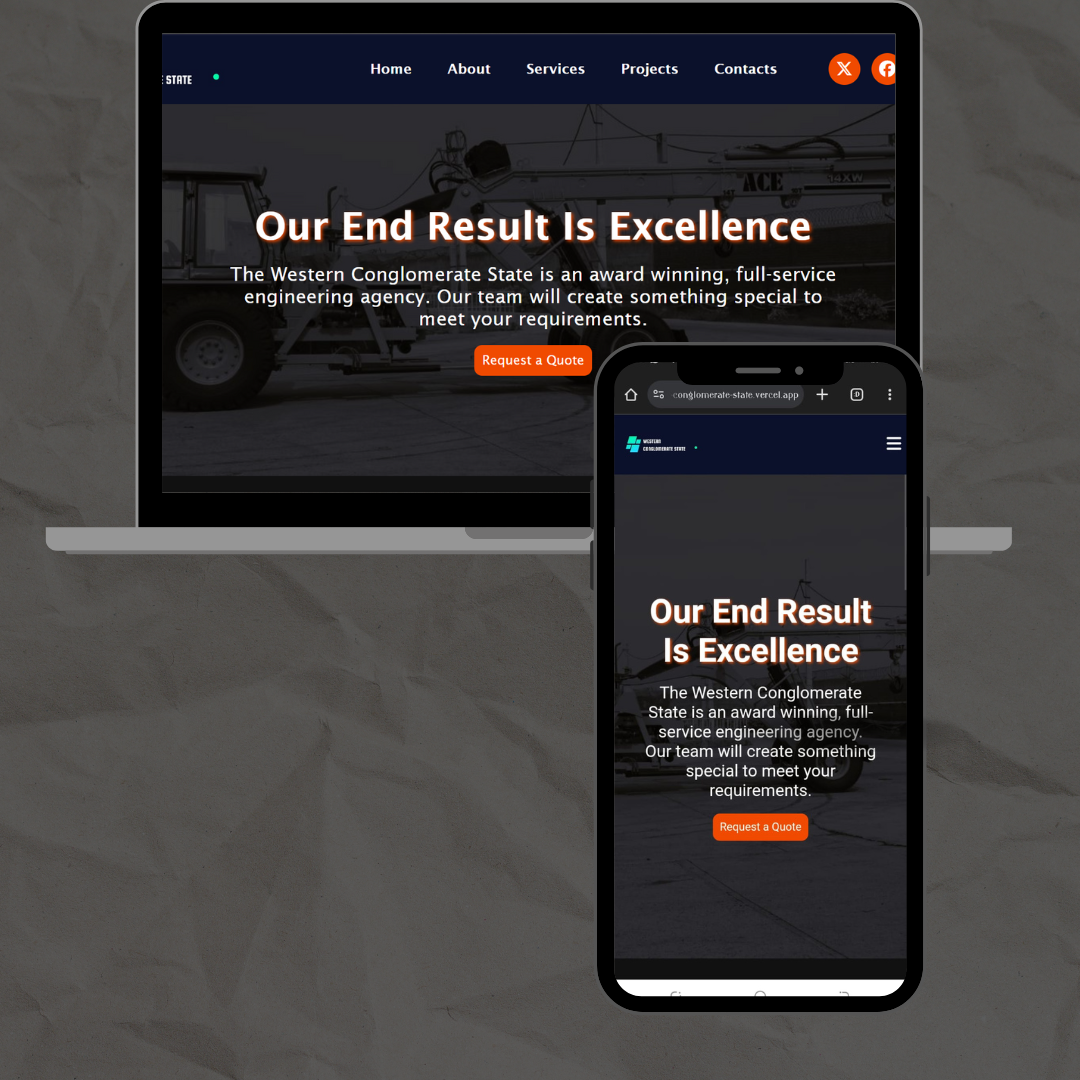 STATE
Home About Services Projects Contacts
ACE 14XW
Our End Result Is Excellence
The Western Conglomerate State is an award winning, full-service
engineering agency. Our team will create something special to
meet your requirements.
Request a Quote
conglomerate-state.vercel.app
WESTERN
CONGLOMERATE STATE
Our End Result
Is Excellence
The Western Conglomerate
State is an award winning, full-
service engineering agency.
Our team will create something
special to meet your
requirements.
Request a Quote